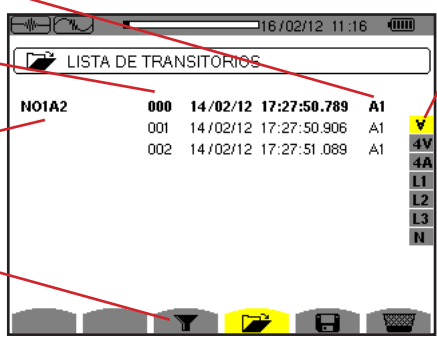 16/02/12 11:16
LISTA DE TRANSITORIOS
NO1A2 000 14/02/12 17:27:50.789 A1
001 14/02/12 17:27:50.906 A1
002 14/02/12 17:27:51.089 A1
∀
4V
4A
L1
L2
L3
N